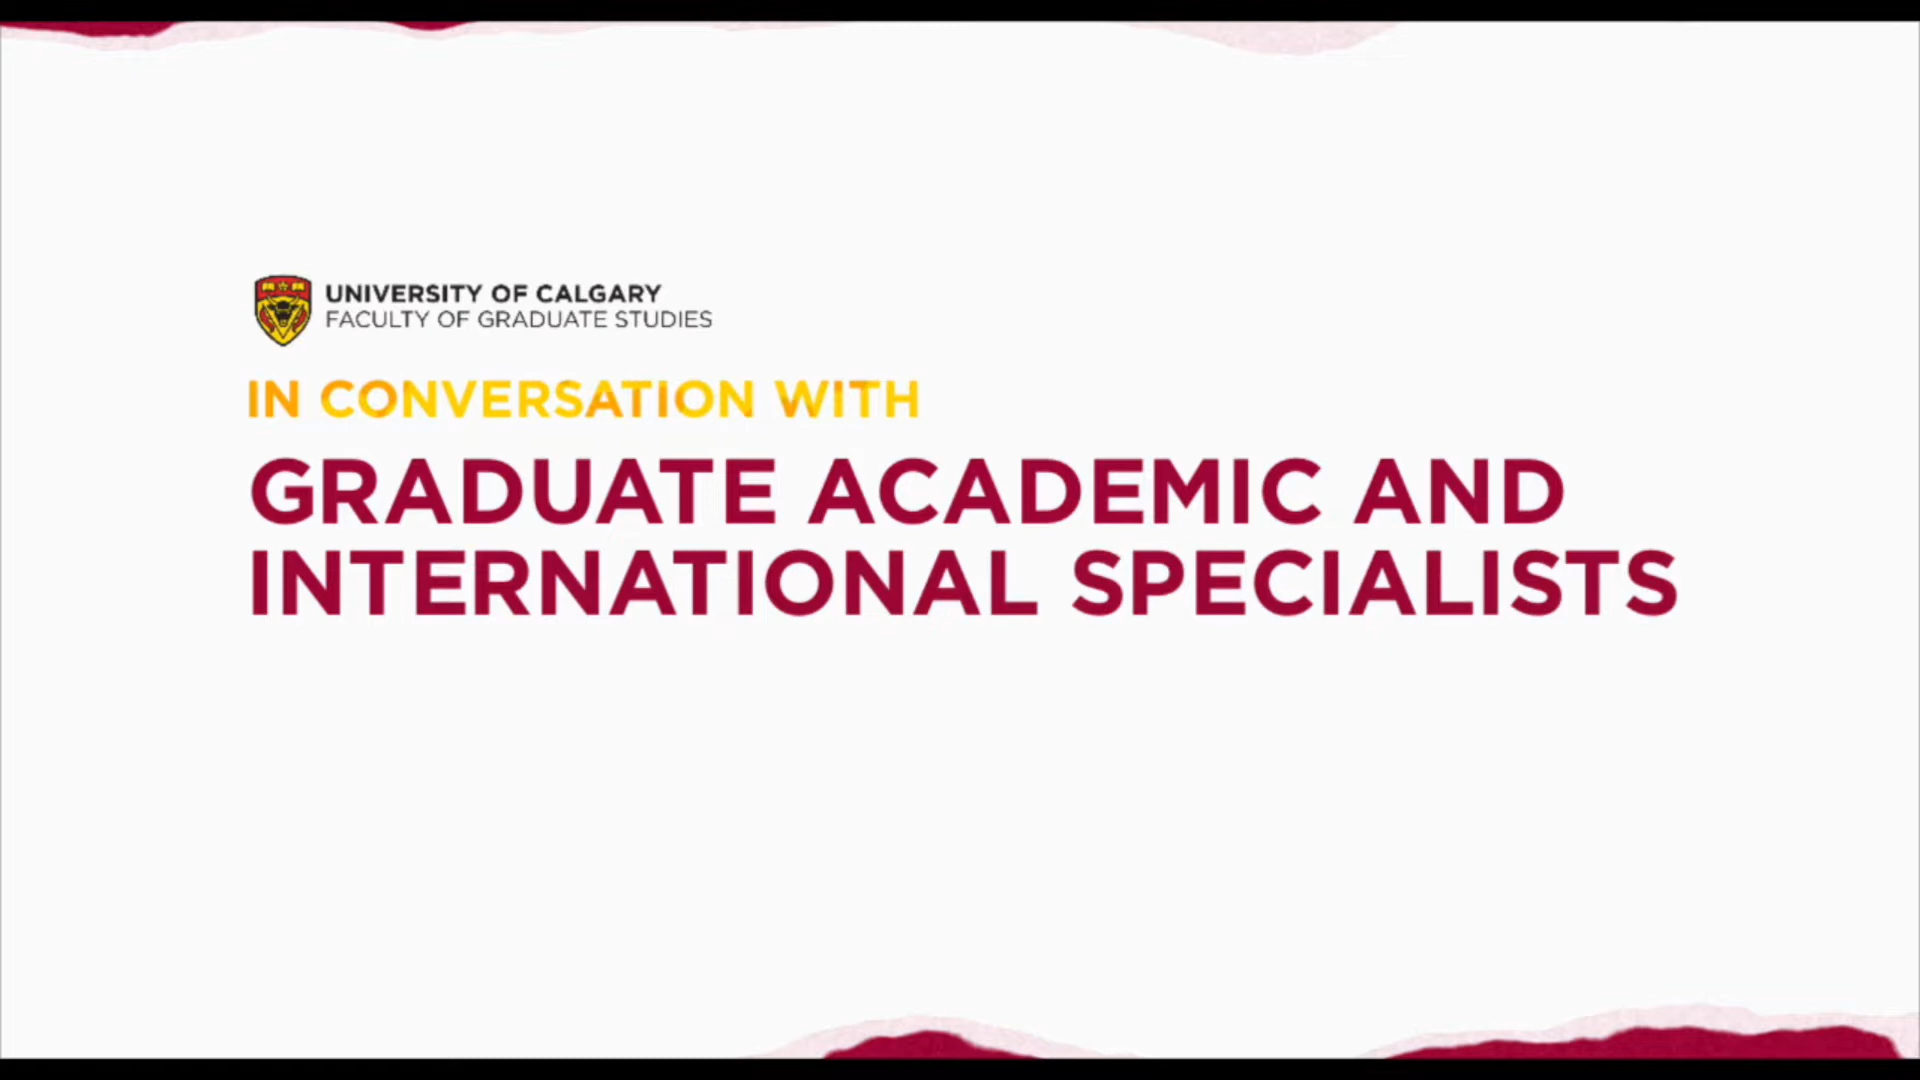 UNIVERSITY OF CALGARY
FACULTY OF GRADUATE STUDIES
IN CONVERSATION WITH
GRADUATE ACADEMIC AND
INTERNATIONAL SPECIALISTS